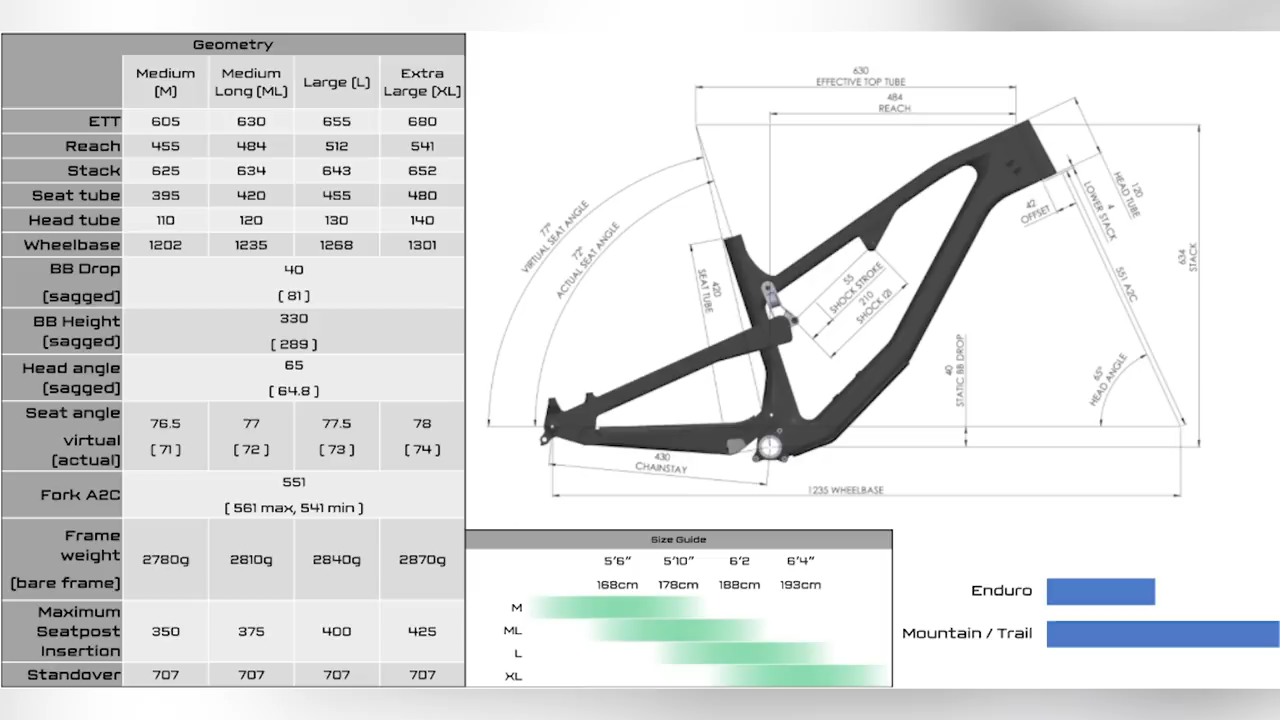 Geometry
Medium (M) Medium Long (ML) Large (L) Extra Large (XL)
ETT 605 630 655 680
Reach 455 484 512 541
Stack 625 634 643 652
Seat tube 395 420 455 480
Head tube 110 120 130 140
Wheelbase 1202 1235 1268 1301
BB Drop 40
(sagged) ( 81 )
BB Height 330
(sagged) ( 289 )
Head angle 65
(sagged) ( 64.8 )
Seat angle 76.5 77 77.5 78
virtual (actual) ( 71 ) ( 72 ) ( 73 ) ( 74 )
Fork A2C 551
( 561 max, 541 min )
Frame weight
(bare frame) 2780g 2810g 2840g 2870g
Maximum Seatpost Insertion 350 375 400 425
Standover 707 707 707 707
630
EFFECTIVE TOP TUBE
484
REACH
77°
VIRTUAL SEAT ANGLE
72°
ACTUAL SEAT ANGLE
420
SEAT TUBE
55
SHOCK STROKE
210
SHOCK I2I
42
OFFSET
4
LOWER STACK
120
HEAD TUBE
634
STACK
551 A2C
65°
HEAD ANGLE
40
STATIC BB DROP
430
CHAINSTAY
1235 WHEELBASE
Size Guide
5'6" 5'10" 6'2 6'4"
168cm 178cm 188cm 193cm
M
ML
L
XL
Enduro
Mountain / Trail